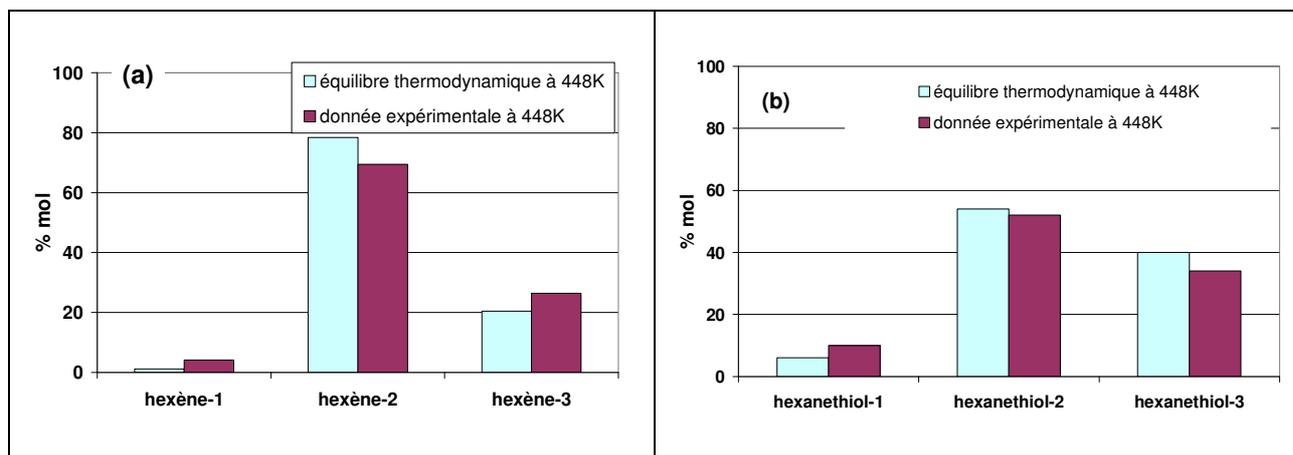 (a)
équilibre thermodynamique à 448K
donnée expérimentale à 448K
% mol
100
80
60
40
20
0
hexène-1 hexène-2 hexène-3
(b)
équilibre thermodynamique à 448K
donnée expérimentale à 448K
% mol
100
80
60
40
20
0
hexanethiol-1 hexanethiol-2 hexanethiol-3